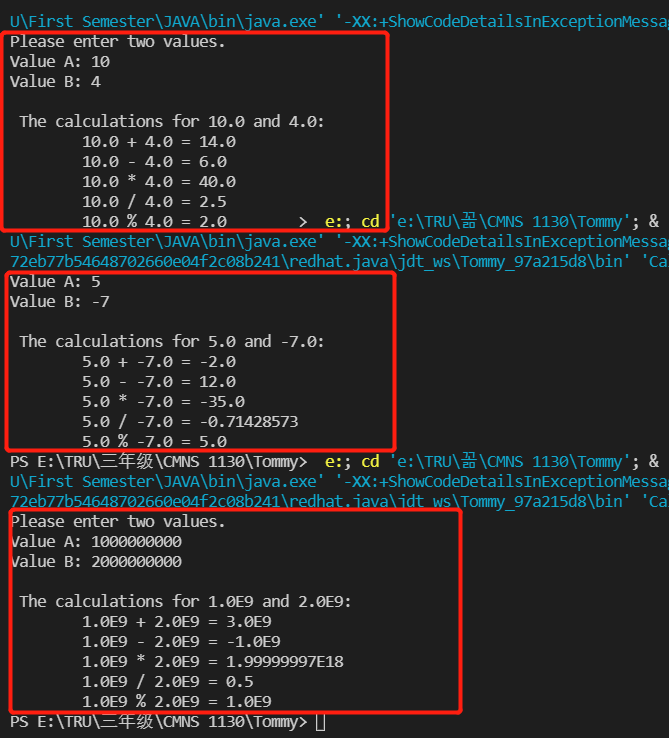 U\First Semester\JAVA\bin\java.exe' '-XX:+ShowCodeDetailsInExceptionMessag
Please enter two values.
Value A: 10
Value B: 4
The calculations for 10.0 and 4.0:
10.0 + 4.0 = 14.0
10.0 - 4.0 = 6.0
10.0 * 4.0 = 40.0
10.0 / 4.0 = 2.5
10.0 % 4.0 = 2.0 > e:; cd 'e:\TRU\꼶\CMNS 1130\Tommy'; &
U\First Semester\JAVA\bin\java.exe' '-XX:+ShowCodeDetailsInExceptionMessag
72eb77b54648702660e04f2c08b241\redhat.java\jdt_ws\Tommy_97a215d8\bin' 'Ca
Value A: 5
Value B: -7
The calculations for 5.0 and -7.0:
5.0 + -7.0 = -2.0
5.0 - -7.0 = 12.0
5.0 * -7.0 = -35.0
5.0 / -7.0 = -0.71428573
5.0 % -7.0 = 5.0
PS E:\TRU\三年级\CMNS 1130\Tommy> e:; cd 'e:\TRU\꼶\CMNS 1130\Tommy'; &
U\First Semester\JAVA\bin\java.exe' '-XX:+ShowCodeDetailsInExceptionMessag
72eb77b54648702660e04f2c08b241\redhat.java\jdt_ws\Tommy_97a215d8\bin' 'Ca
Please enter two values.
Value A: 1000000000
Value B: 2000000000
The calculations for 1.0E9 and 2.0E9:
1.0E9 + 2.0E9 = 3.0E9
1.0E9 - 2.0E9 = -1.0E9
1.0E9 * 2.0E9 = 1.99999997E18
1.0E9 / 2.0E9 = 0.5
1.0E9 % 2.0E9 = 1.0E9
PS E:\TRU\三年级\CMNS 1130\Tommy>